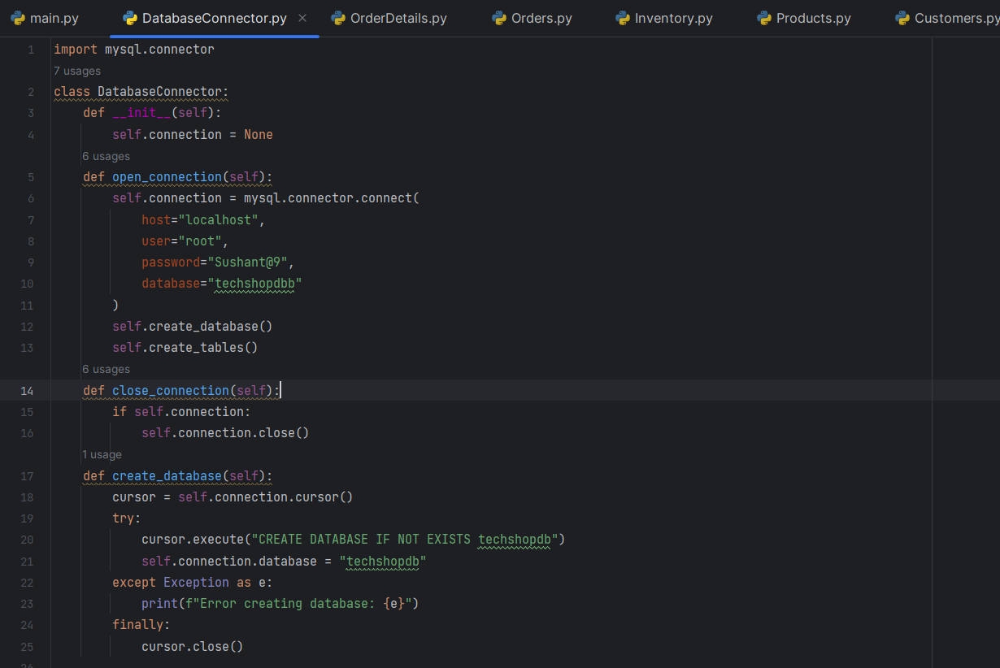 main.py DatabaseConnector.py × OrderDetails.py Orders.py Inventory.py Products.py Customers.py
1 import mysql.connector
7 usages
2 class DatabaseConnector:
3     def __init__(self):
4         self.connection = None
6 usages
5     def open_connection(self):
6         self.connection = mysql.connector.connect(
7             host="localhost",
8             user="root",
9             password="Sushant@9",
10             database="techshopdbb"
11         )
12         self.create_database()
13         self.create_tables()
6 usages
14     def close_connection(self):
15         if self.connection:
16             self.connection.close()
1 usage
17     def create_database(self):
18         cursor = self.connection.cursor()
19         try:
20             cursor.execute("CREATE DATABASE IF NOT EXISTS techshopdb")
21             self.connection.database = "techshopdb"
22         except Exception as e:
23             print(f"Error creating database: {e}")
24         finally:
25             cursor.close()
26